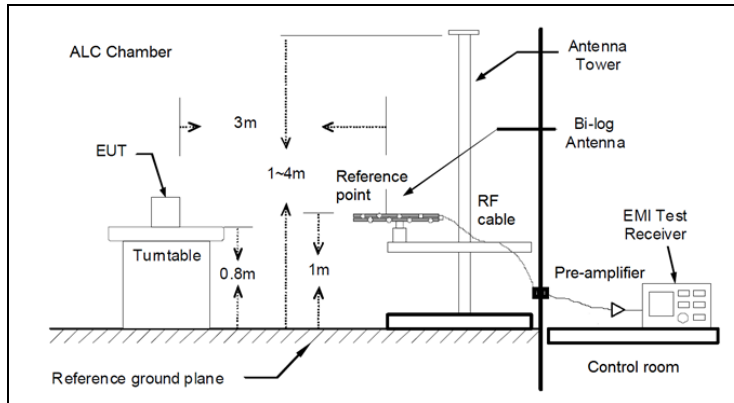 ALC Chamber
Antenna
Tower
3m
Bi-log
Antenna
EUT
1~4m
Reference
point
RF
cable
EMI Test
Receiver
Turntable
0.8m
1m
Pre-amplifier
Control room
Reference ground plane